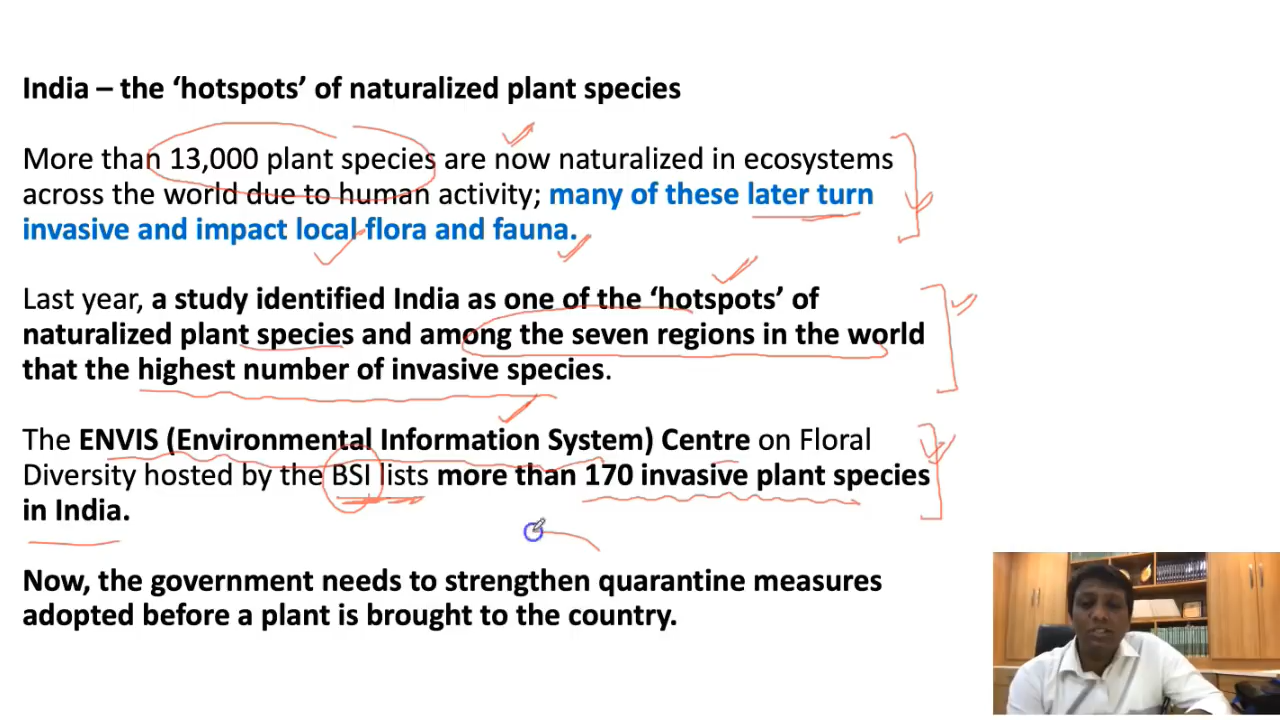 India – the ‘hotspots’ of naturalized plant species
More than 13,000 plant species are now naturalized in ecosystems
across the world due to human activity; many of these later turn
invasive and impact local flora and fauna.
Last year, a study identified India as one of the ‘hotspots’ of
naturalized plant species and among the seven regions in the world
that the highest number of invasive species.
The ENVIS (Environmental Information System) Centre on Floral
Diversity hosted by the BSI lists more than 170 invasive plant species
in India.
Now, the government needs to strengthen quarantine measures
adopted before a plant is brought to the country.